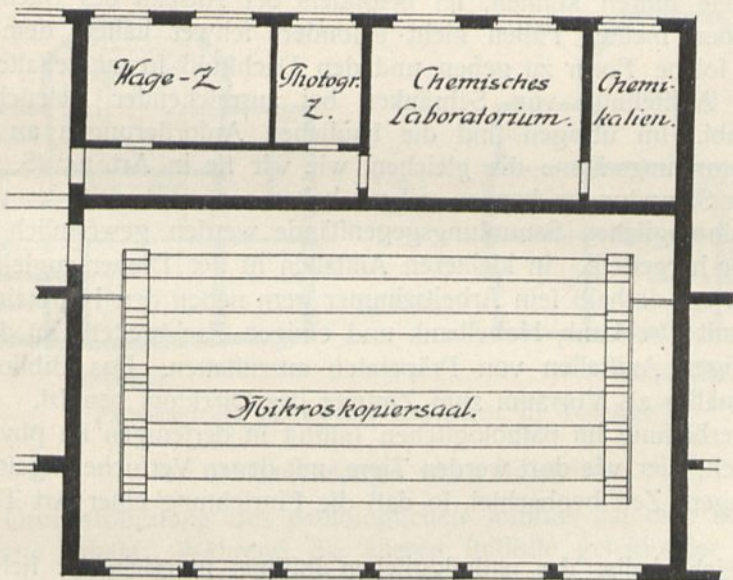 Wage-Z
Photogr.
Z.
Chemisches
Laboratorium.
Chemi-
kalien.
Mikroskopiersaal.